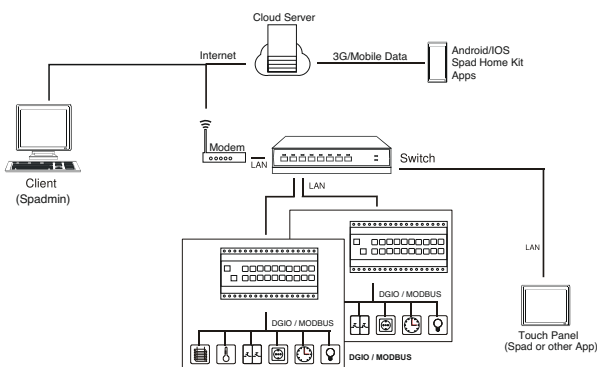 Cloud Server
Internet
3G/Mobile Data
Android/IOS
Spad Home Kit
Apps
Modem
LAN
Switch
Client
(Spadmin)
LAN
LAN
DGIO / MODBUS
DGIO / MODBUS
DGIO / MODBUS
Touch Panel
(Spad or other App)